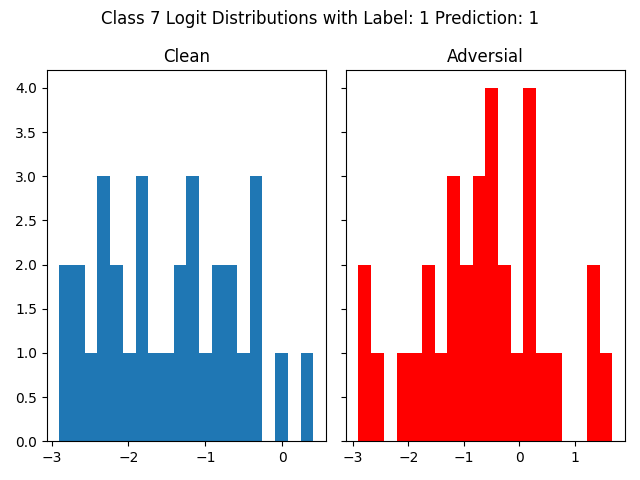 Class 7 Logit Distributions with Label: 1 Prediction: 1
Clean
Adversial
4.0
3.5
3.0
2.5
2.0
1.5
1.0
0.5
0.0
−3 −2 −1 0
−3 −2 −1 0 1